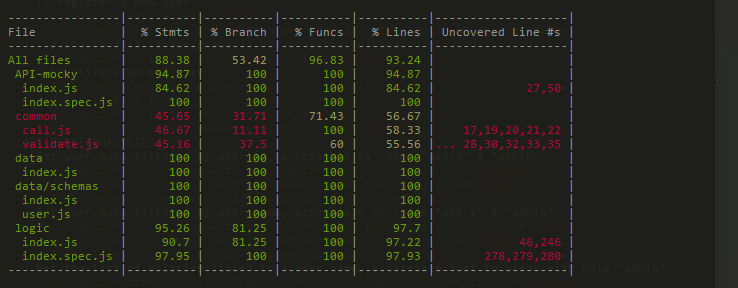 to register a new user
----------------|----------|----------|----------|----------|-------------------|
File | % Stmts | % Branch | % Funcs | % Lines | Uncovered Line #s |
----------------|----------|----------|----------|----------|-------------------|
All files | 88.38 | 53.42 | 96.83 | 93.24 | |
API-mocky | 94.87 | 100 | 100 | 94.87 | |
index.js | 84.62 | 100 | 100 | 84.62 | 27,50 |
index.spec.js | 100 | 100 | 100 | 100 | |
common | 45.65 | 31.71 | 71.43 | 56.67 | |
call.js | 46.67 | 11.11 | 100 | 58.33 | 17,19,20,21,22 |
validate.js | 45.16 | 37.5 | 60 | 55.56 |... 28,30,32,33,35 |
data | 100 | 100 | 100 | 100 | |
index.js | 100 | 100 | 100 | 100 | |
data/schemas | 100 | 100 | 100 | 100 | |
index.js | 100 | 100 | 100 | 100 | |
user.js | 100 | 100 | 100 | 100 | |
logic | 95.26 | 81.25 | 100 | 97.7 | |
index.js | 90.7 | 81.25 | 100 | 97.22 | 46,246 |
index.spec.js | 97.95 | 100 | 100 | 97.93 | 278,279,280 |
----------------|----------|----------|----------|----------|-------------------|
role "admin"